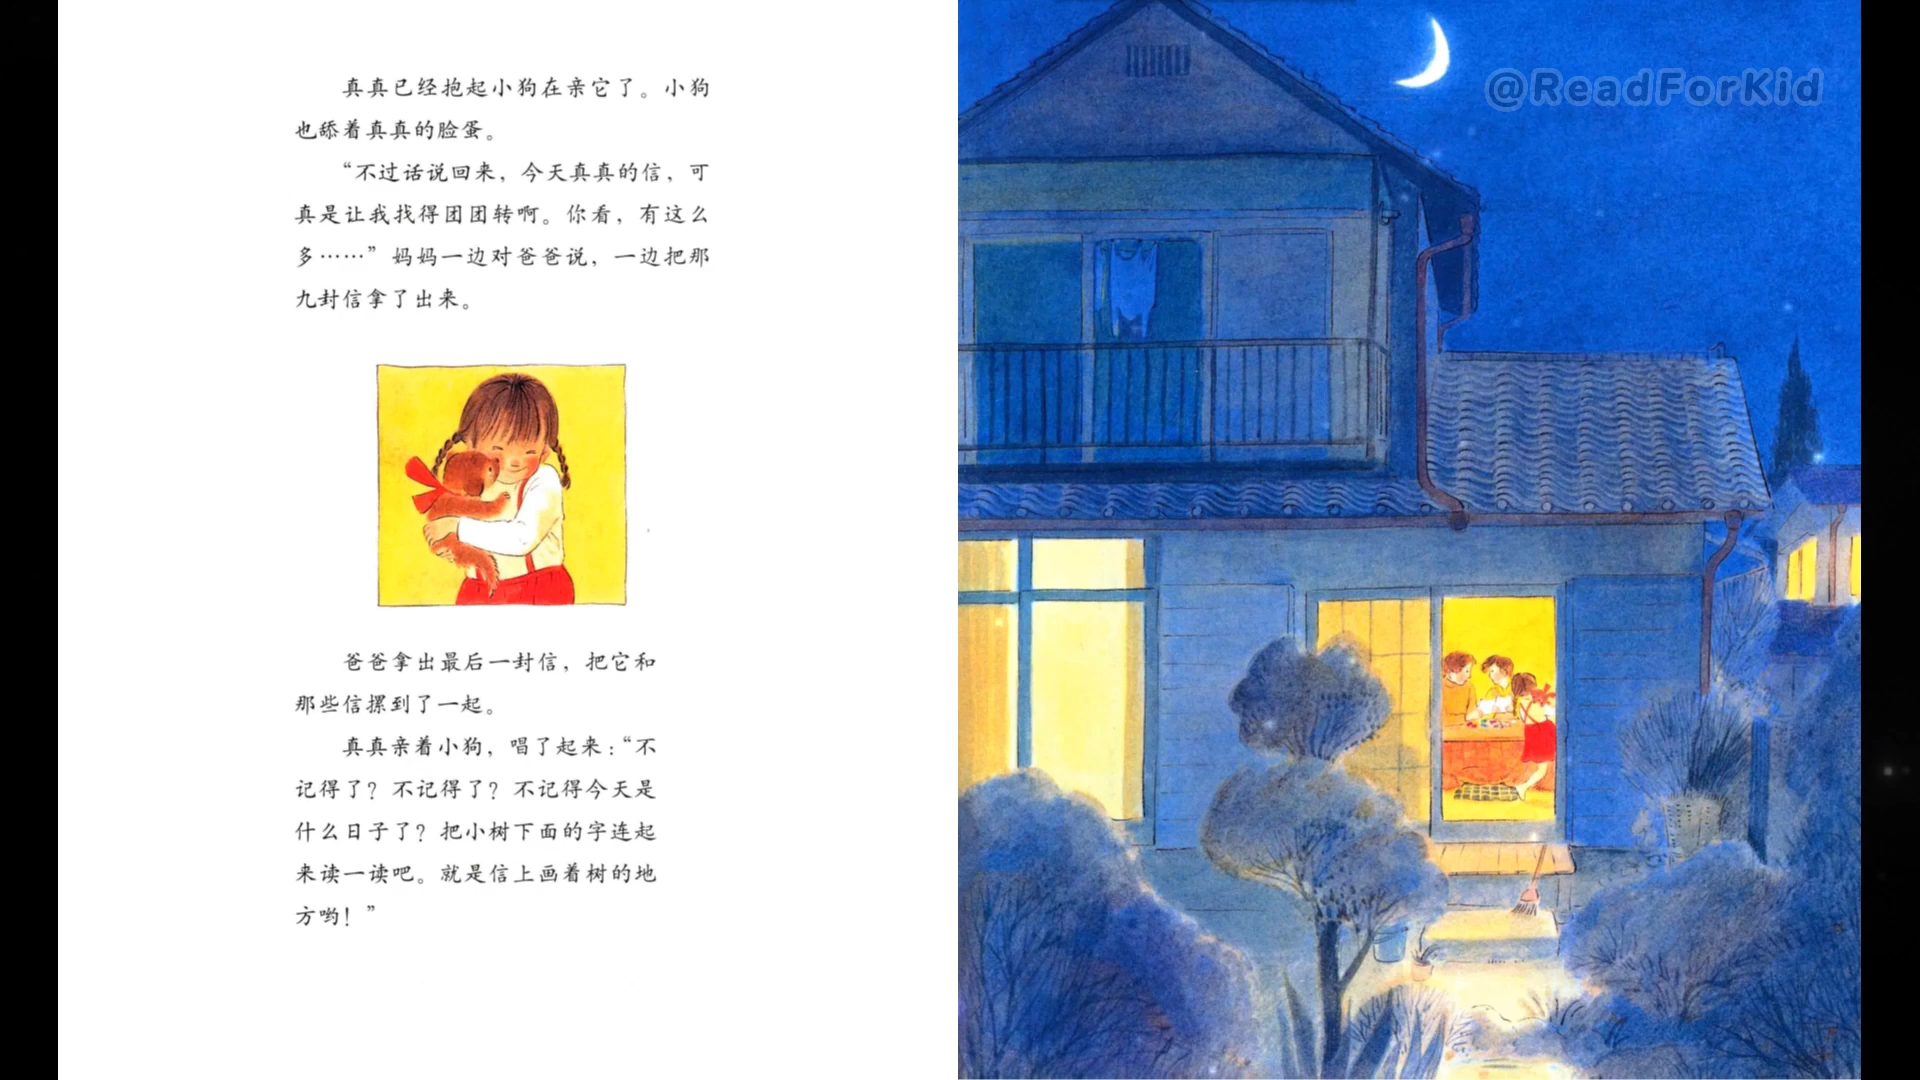 真真已经抱起小狗在亲它了。小狗
也舔着真真的脸蛋。
“不过话说回来，今天真真的信，可
真是让我找得团团转啊。你看，有这么
多……”妈妈一边对爸爸说，一边把那
九封信拿了出来。
爸爸拿出最后一封信，把它和
那些信摞到了一起。
真真亲着小狗，唱了起来：“不
记得了？不记得了？不记得今天是
什么日子了？把小树下面的字连起
来读一读吧。就是信上画着树的地
方哟！”
@ReadForKid